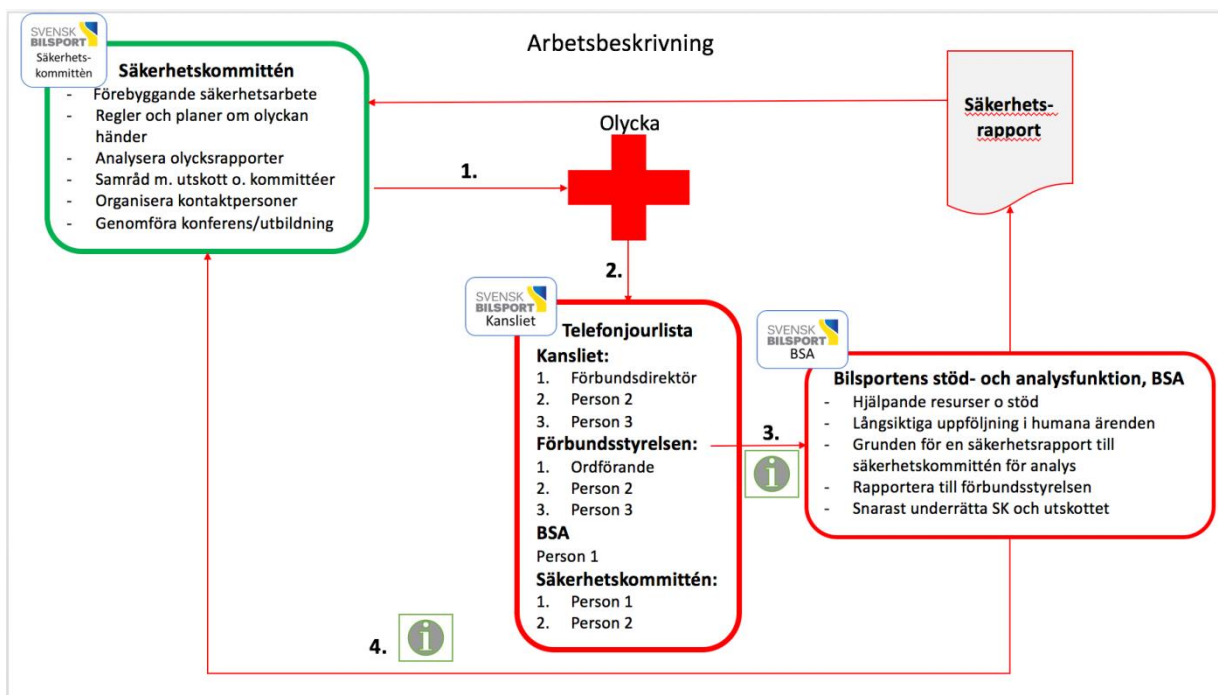 Arbetsbeskrivning
SVENSK
BILSPORT
Säkerhets-
kommittèn
Säkerhetskommittén
- Förebyggande säkerhetsarbete
- Regler och planer om olyckan
händer
- Analysera olycksrapporter
- Samråd m. utskott o. kommittéer
- Organisera kontaktpersoner
- Genomföra konferens/utbildning
1.
Olycka
Säkerhets-
rapport
2.
SVENSK
BILSPORT
Kansliet
Telefonjourlista
Kansliet:
1. Förbundsdirektör
2. Person 2
3. Person 3
Förbundsstyrelsen:
1. Ordförande
2. Person 2
3. Person 3
BSA
Person 1
Säkerhetskommittén:
1. Person 1
2. Person 2
3.
i
SVENSK
BILSPORT
BSA
Bilsportens stöd- och analysfunktion, BSA
- Hjälpande resurser o stöd
- Långsiktiga uppföljning i humana ärenden
- Grunden för en säkerhetsrapport till
säkerhetskommittén för analys
- Rapportera till förbundsstyrelsen
- Snarast underrätta SK och utskottet
4.
i